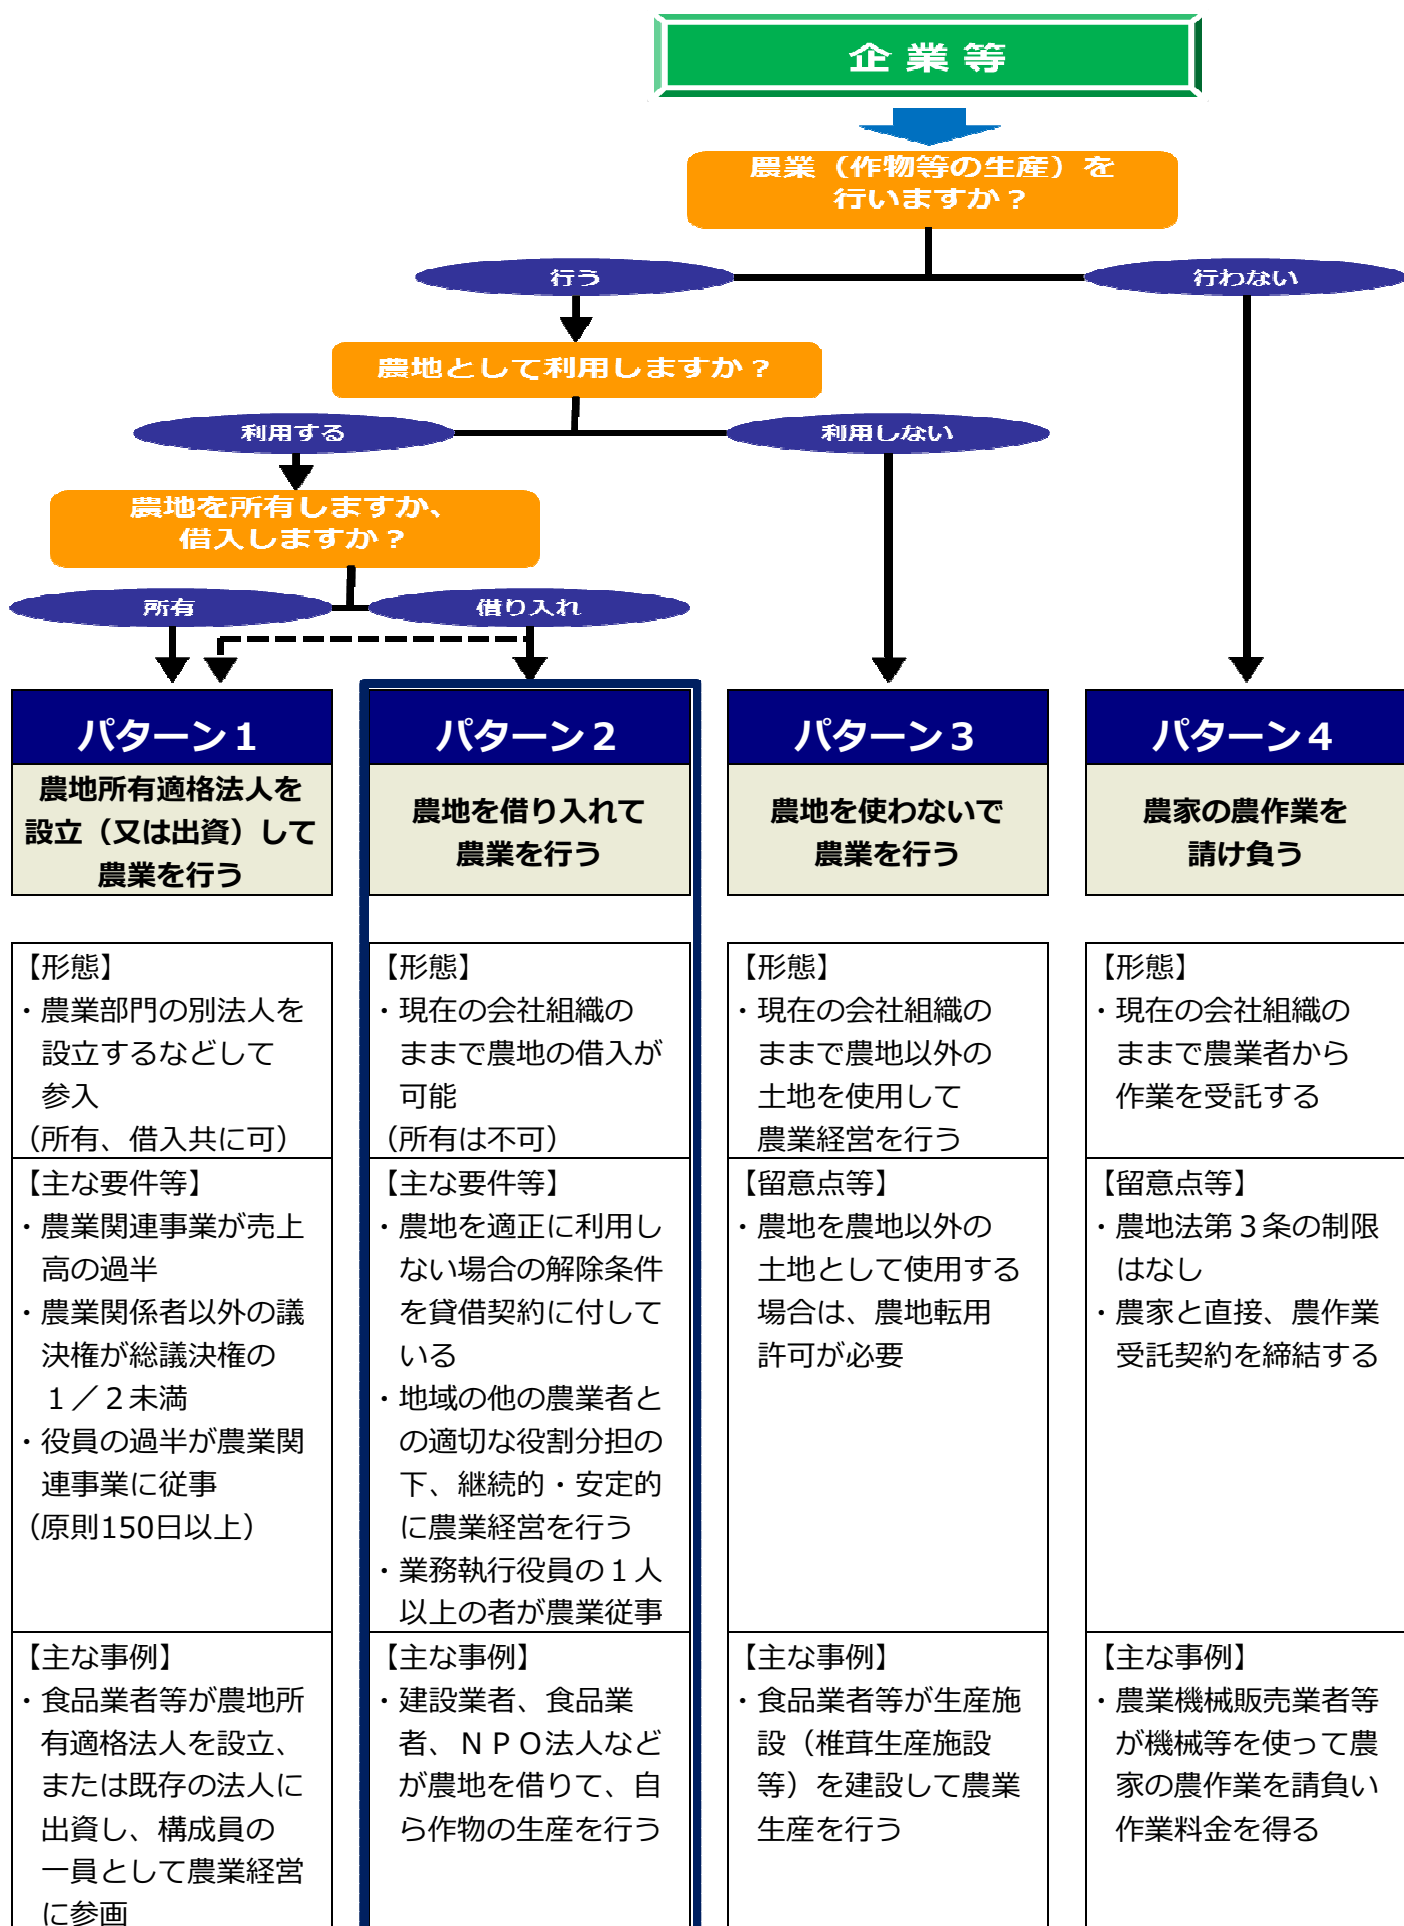 企業等
農業（作物等の生産）を
行いますか？
行う
行わない
農地として利用しますか？
利用する
利用しない
農地を所有しますか、
借入しますか？
所有
借り入れ
パターン１
農地所有適格法人を
設立（又は出資）して
農業を行う
【形態】
・農業部門の別法人を
設立するなどして
参入
（所有、借入共に可）
【主な要件等】
・農業関連事業が売上
高の過半
・農業関係者以外の議
決権が総議決権の
１／２未満
・役員の過半が農業関
連事業に従事
（原則150日以上）
【主な事例】
・食品業者等が農地所
有適格法人を設立、
または既存の法人に
出資し、構成員の
一員として農業経営
に参画
パターン２
農地を借り入れて
農業を行う
【形態】
・現在の会社組織の
ままで農地の借入が
可能
（所有は不可）
【主な要件等】
・農地を適正に利用し
ない場合の解除条件
を貸借契約に付して
いる
・地域の他の農業者と
の適切な役割分担の
下、継続的・安定的
に農業経営を行う
・業務執行役員の１人
以上の者が農業従事
【主な事例】
・建設業者、食品業
者、ＮＰＯ法人など
が農地を借りて、自
ら作物の生産を行う
パターン３
農地を使わないで
農業を行う
【形態】
・現在の会社組織の
ままで農地以外の
土地を使用して
農業経営を行う
【留意点等】
・農地を農地以外の
土地として使用する
場合は、農地転用
許可が必要
【主な事例】
・食品業者等が生産施
設（椎茸生産施設
等）を建設して農業
生産を行う
パターン４
農家の農作業を
請け負う
【形態】
・現在の会社組織の
ままで農業者から
作業を受託する
【留意点等】
・農地法第３条の制限
はなし
・農家と直接、農作業
受託契約を締結する
【主な事例】
・農業機械販売業者等
が機械等を使って農
家の農作業を請負い
作業料金を得る